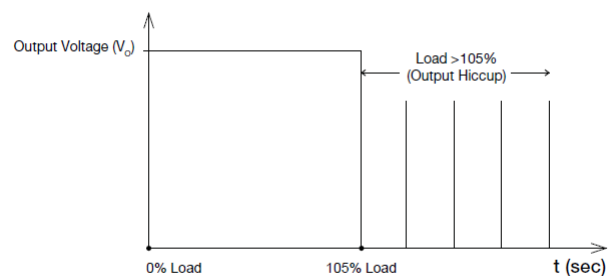 Output Voltage (Vo)
Load >105%
(Output Hiccup)
0% Load
105% Load
t (sec)